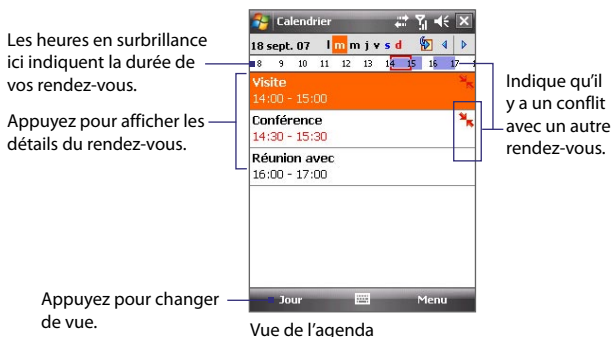 Calendrier
18 sept. 07 l m m j v s d
8 9 10 11 12 13 14 15 16 17
Visite
14:00 - 15:00
Conférence
14:30 - 15:30
Réunion avec
16:00 - 17:00
Jour Menu
Les heures en surbrillance
ici indiquent la durée de
vos rendez-vous.
Appuyez pour afficher les
détails du rendez-vous.
Appuyez pour changer
de vue.
Indique qu'il
y a un conflit
avec un autre
rendez-vous.
Vue de l'agenda